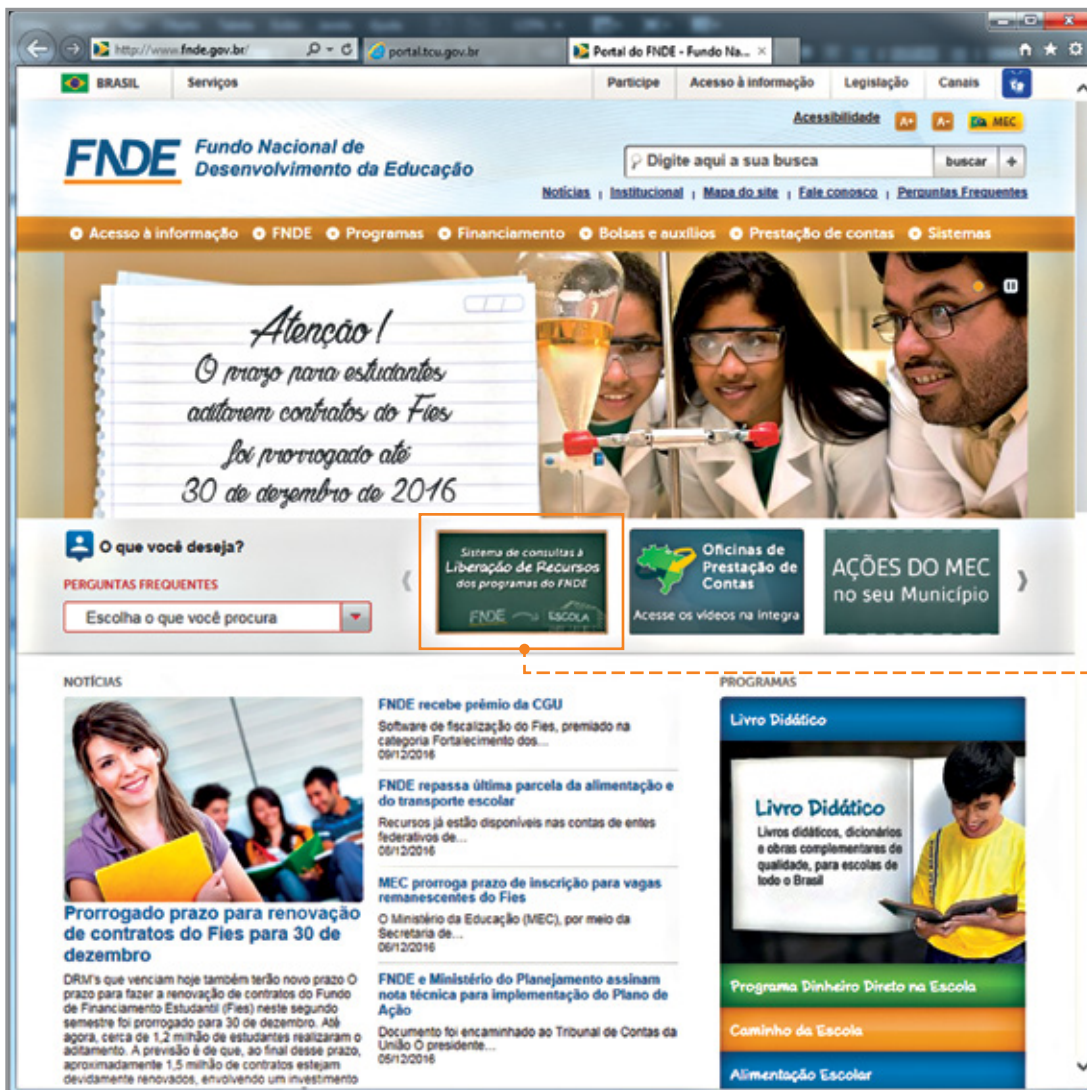 http://www.fnde.gov.br/
portal.tcu.gov.br
Portal do FNDE - Fundo Na...
BRASIL
Serviços
Participe
Acesso à informação
Legislação
Canais
Acessibilidade
A+
A-
MEC
FNDE
Fundo Nacional de
Desenvolvimento da Educação
Digite aqui a sua busca
buscar
+
Notícias | Institucional | Mapa do site | Fale conosco | Perguntas Frequentes
Acesso à informação
FNDE
Programas
Financiamento
Bolsas e auxílios
Prestação de contas
Sistemas
Atenção!
O prazo para estudantes
aditarem contratos do Fies
foi prorrogado até
30 de dezembro de 2016
O que você deseja?
PERGUNTAS FREQUENTES
Escolha o que você procura
Sistema de consultas à
Liberação de Recursos
dos programas do FNDE
FNDE
ESCOLA
Oficinas de
Prestação de
Contas
Acesse os vídeos na íntegra
AÇÕES DO MEC
no seu Município
NOTÍCIAS
Prorrogado prazo para renovação
de contratos do Fies para 30 de
dezembro
DRM's que venciam hoje também terão novo prazo O
prazo para fazer a renovação de contratos do Fundo
de Financiamento Estudantil (Fies) neste segundo
semestre foi prorrogado para 30 de dezembro. Até
agora, cerca de 1,2 milhão de estudantes realizaram o
aditamento. A previsão é de que, ao final desse prazo,
aproximadamente 1,5 milhão de contratos estejam
devidamente renovados, envolvendo um investimento
FNDE recebe prêmio da CGU
Software de fiscalização do Fies, premiado na
categoria Fortalecimento dos...
09/12/2016
FNDE repassa última parcela da alimentação e
do transporte escolar
Recursos já estão disponíveis nas contas de entes
federativos de...
08/12/2016
MEC prorroga prazo de inscrição para vagas
remanescentes do Fies
O Ministério da Educação (MEC), por meio da
Secretaria de...
06/12/2016
FNDE e Ministério do Planejamento assinam
nota técnica para implementação do Plano de
Ação
Documento foi encaminhado ao Tribunal de Contas da
União O presidente...
05/12/2016
PROGRAMAS
Livro Didático
Livro Didático
Livros didáticos, dicionários
e obras complementares de
qualidade, para escolas de
todo o Brasil
Programa Dinheiro Direto na Escola
Caminho da Escola
Alimentação Escolar